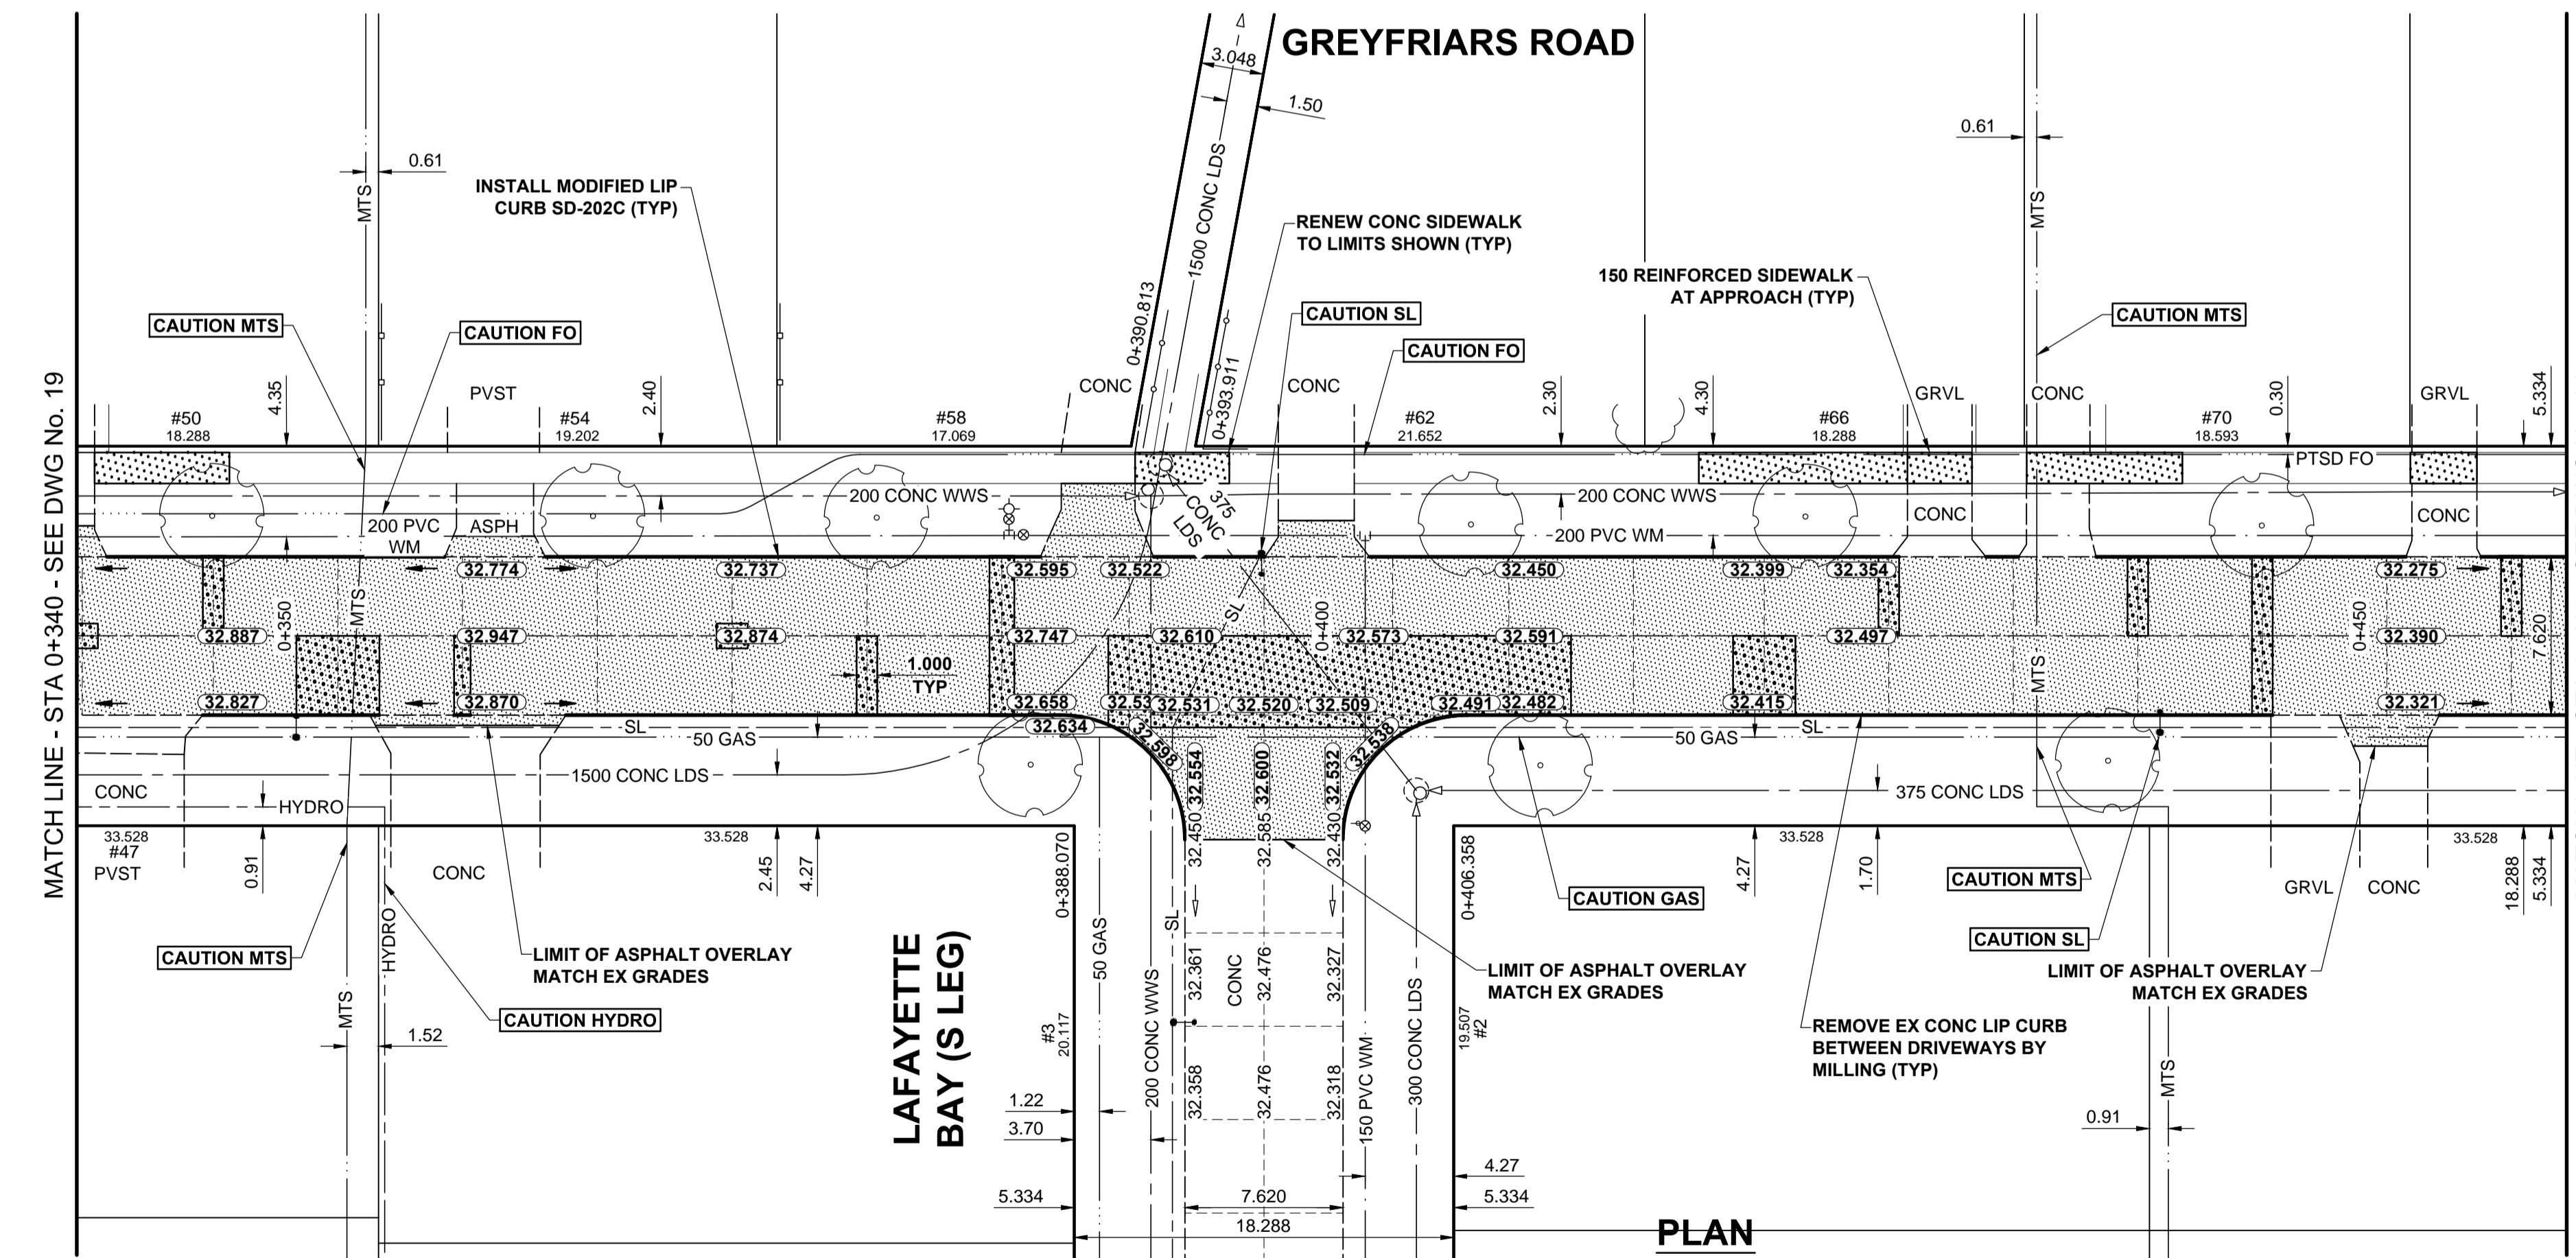 GREYFRIARS ROAD
3.048
1.50
0.61
0.61
MTS
INSTALL MODIFIED LIP
CURB SD-202C (TYP)
1500 CONC LDS
RENEW CONC SIDEWALK
TO LIMITS SHOWN (TYP)
MTS
150 REINFORCED SIDEWALK
AT APPROACH (TYP)
CAUTION MTS
CAUTION FO
0+390.813
CAUTION SL
CAUTION MTS
CAUTION FO
MATCH LINE - STA 0+340 - SEE DWG No. 19
#50
18.288
4.35
PVST
#54
19.202
2.40
#58
17.069
CONC
0+393.911
CONC
#62
21.652
2.30
4.30
#66
18.288
GRVL
CONC
#70
18.593
0.30
GRVL
5.334
PTSD FO
200 CONC WWS
200 CONC WWS
200 PVC
WM
ASPH
375
CONC
LDS
200 PVC WM
CONC
CONC
32.774
32.737
32.595
32.522
32.450
32.399
32.354
32.275
0+350
MTS
SL
0+400
0+450
7.620
32.887
32.947
32.874
32.747
32.610
32.573
32.591
32.497
32.390
1.000
TYP
MTS
32.827
32.870
32.658
32.531
32.520
32.509
32.491
32.482
32.415
32.321
32.634
32.598
32.538
SL
50 GAS
50 GAS
SL
1500 CONC LDS
32.554
32.600
32.532
CONC
HYDRO
375 CONC LDS
33.528
#47
PVST
0.91
33.528
2.45
4.27
0+388.070
32.450
32.585
32.430
0+406.358
4.27
33.528
1.70
33.528
CONC
CAUTION GAS
CAUTION MTS
GRVL
CONC
18.288
5.334
CAUTION MTS
HYDRO
LIMIT OF ASPHALT OVERLAY
MATCH EX GRADES
LAFAYETTE
BAY (S LEG)
50 GAS
SL
32.361
CONC
32.476
32.327
LIMIT OF ASPHALT OVERLAY
MATCH EX GRADES
CAUTION SL
LIMIT OF ASPHALT OVERLAY
MATCH EX GRADES
MTS
CAUTION HYDRO
1.52
#3
20.117
200 CONC WWS
32.358
32.476
32.318
150 PVC WM
300 CONC LDS
19.507
#2
REMOVE EX CONC LIP CURB
BETWEEN DRIVEWAYS BY
MILLING (TYP)
MTS
1.22
3.70
0.91
4.27
5.334
7.620
5.334
18.288
PLAN